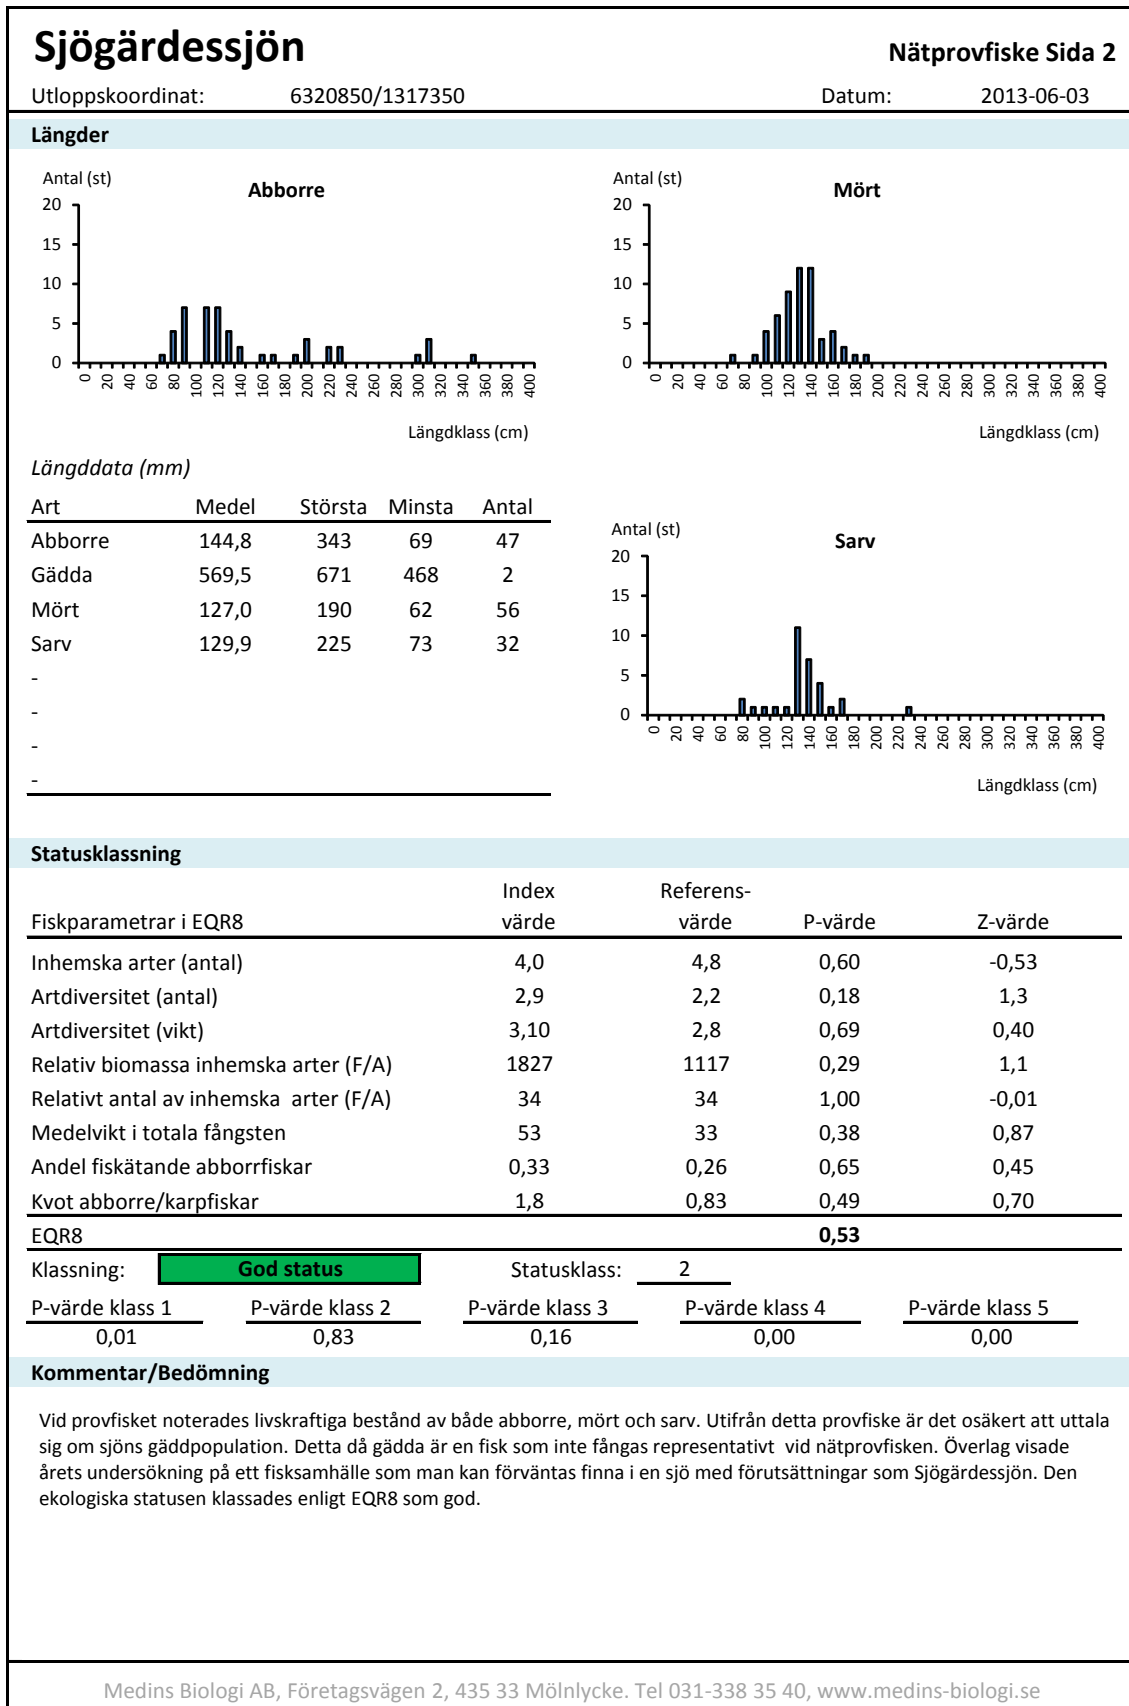 Sjögärdessjön Nätprovfiske Sida 2
Utloppskoordinat: 6320850/1317350 Datum: 2013-06-03
Längder
Antal (st) Abborre
20
15
10
5
0
0 20 40 60 80 100 120 140 160 180 200 220 240 260 280 300 320 340 360 380 400
Längdklass (cm)
Antal (st) Mört
20
15
10
5
0
0 20 40 60 80 100 120 140 160 180 200 220 240 260 280 300 320 340 360 380 400
Längdklass (cm)
Längddata (mm)
Art Medel Största Minsta Antal
Abborre 144,8 343 69 47
Gädda 569,5 671 468 2
Mört 127,0 190 62 56
Sarv 129,9 225 73 32
-
-
-
-
Antal (st) Sarv
20
15
10
5
0
0 20 40 60 80 100 120 140 160 180 200 220 240 260 280 300 320 340 360 380 400
Längdklass (cm)
Statusklassning
Index Referens-
Fiskparametrar i EQR8 värde värde P-värde Z-värde
Inhemska arter (antal) 4,0 4,8 0,60 -0,53
Artdiversitet (antal) 2,9 2,2 0,18 1,3
Artdiversitet (vikt) 3,10 2,8 0,69 0,40
Relativ biomassa inhemska arter (F/A) 1827 1117 0,29 1,1
Relativt antal av inhemska arter (F/A) 34 34 1,00 -0,01
Medelvikt i totala fångsten 53 33 0,38 0,87
Andel fiskätande abborrfiskar 0,33 0,26 0,65 0,45
Kvot abborre/karpfiskar 1,8 0,83 0,49 0,70
EQR8 0,53
Klassning: God status Statusklass: 2
P-värde klass 1 P-värde klass 2 P-värde klass 3 P-värde klass 4 P-värde klass 5
0,01 0,83 0,16 0,00 0,00
Kommentar/Bedömning
Vid provfisket noterades livskraftiga bestånd av både abborre, mört och sarv. Utifrån detta provfiske är det osäkert att uttala
sig om sjöns gäddpopulation. Detta då gädda är en fisk som inte fångas representativt vid nätprovfisken. Överlag visade
årets undersökning på ett fisksamhälle som man kan förväntas finna i en sjö med förutsättningar som Sjögärdessjön. Den
ekologiska statusen klassades enligt EQR8 som god.
Medins Biologi AB, Företagsvägen 2, 435 33 Mölnlycke. Tel 031-338 35 40, www.medins-biologi.se